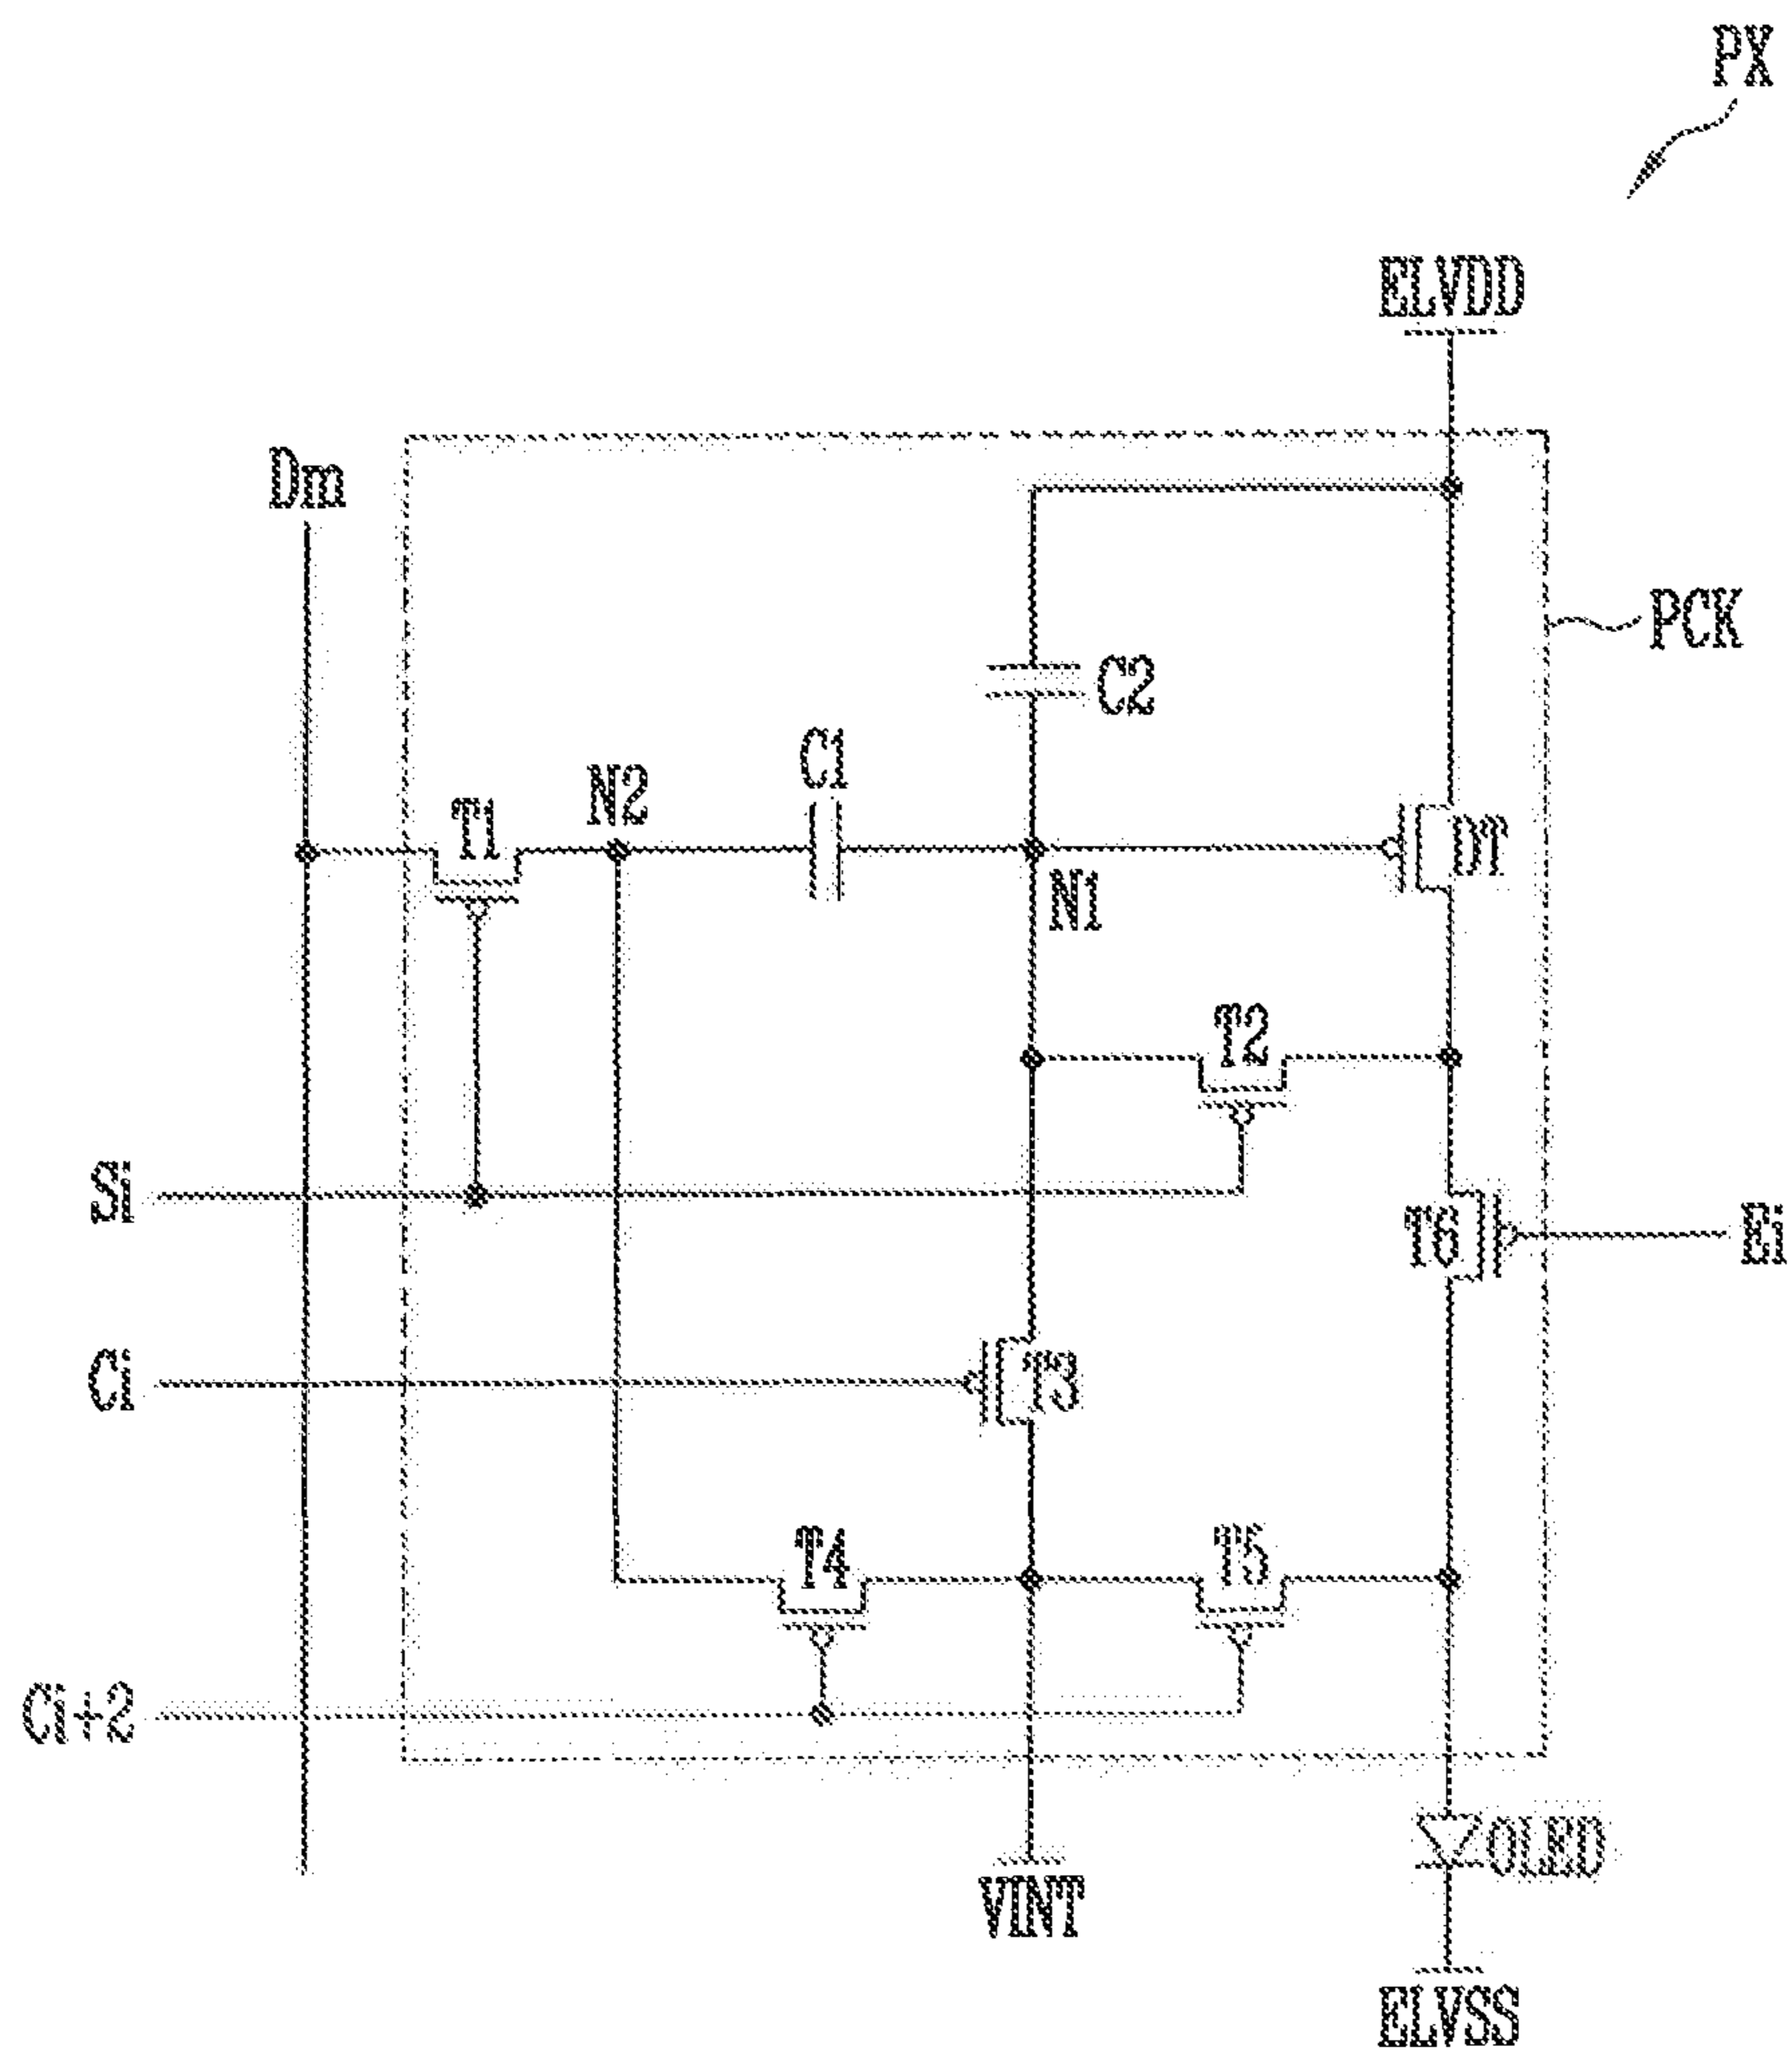 PX
ELVDD
Dm
PCK
C2
C1
N2
T1
DT
N1
T2
Si
T6
Ei
Ci
T3
T4
T5
Ci+2
OLED
VINT
ELVSS